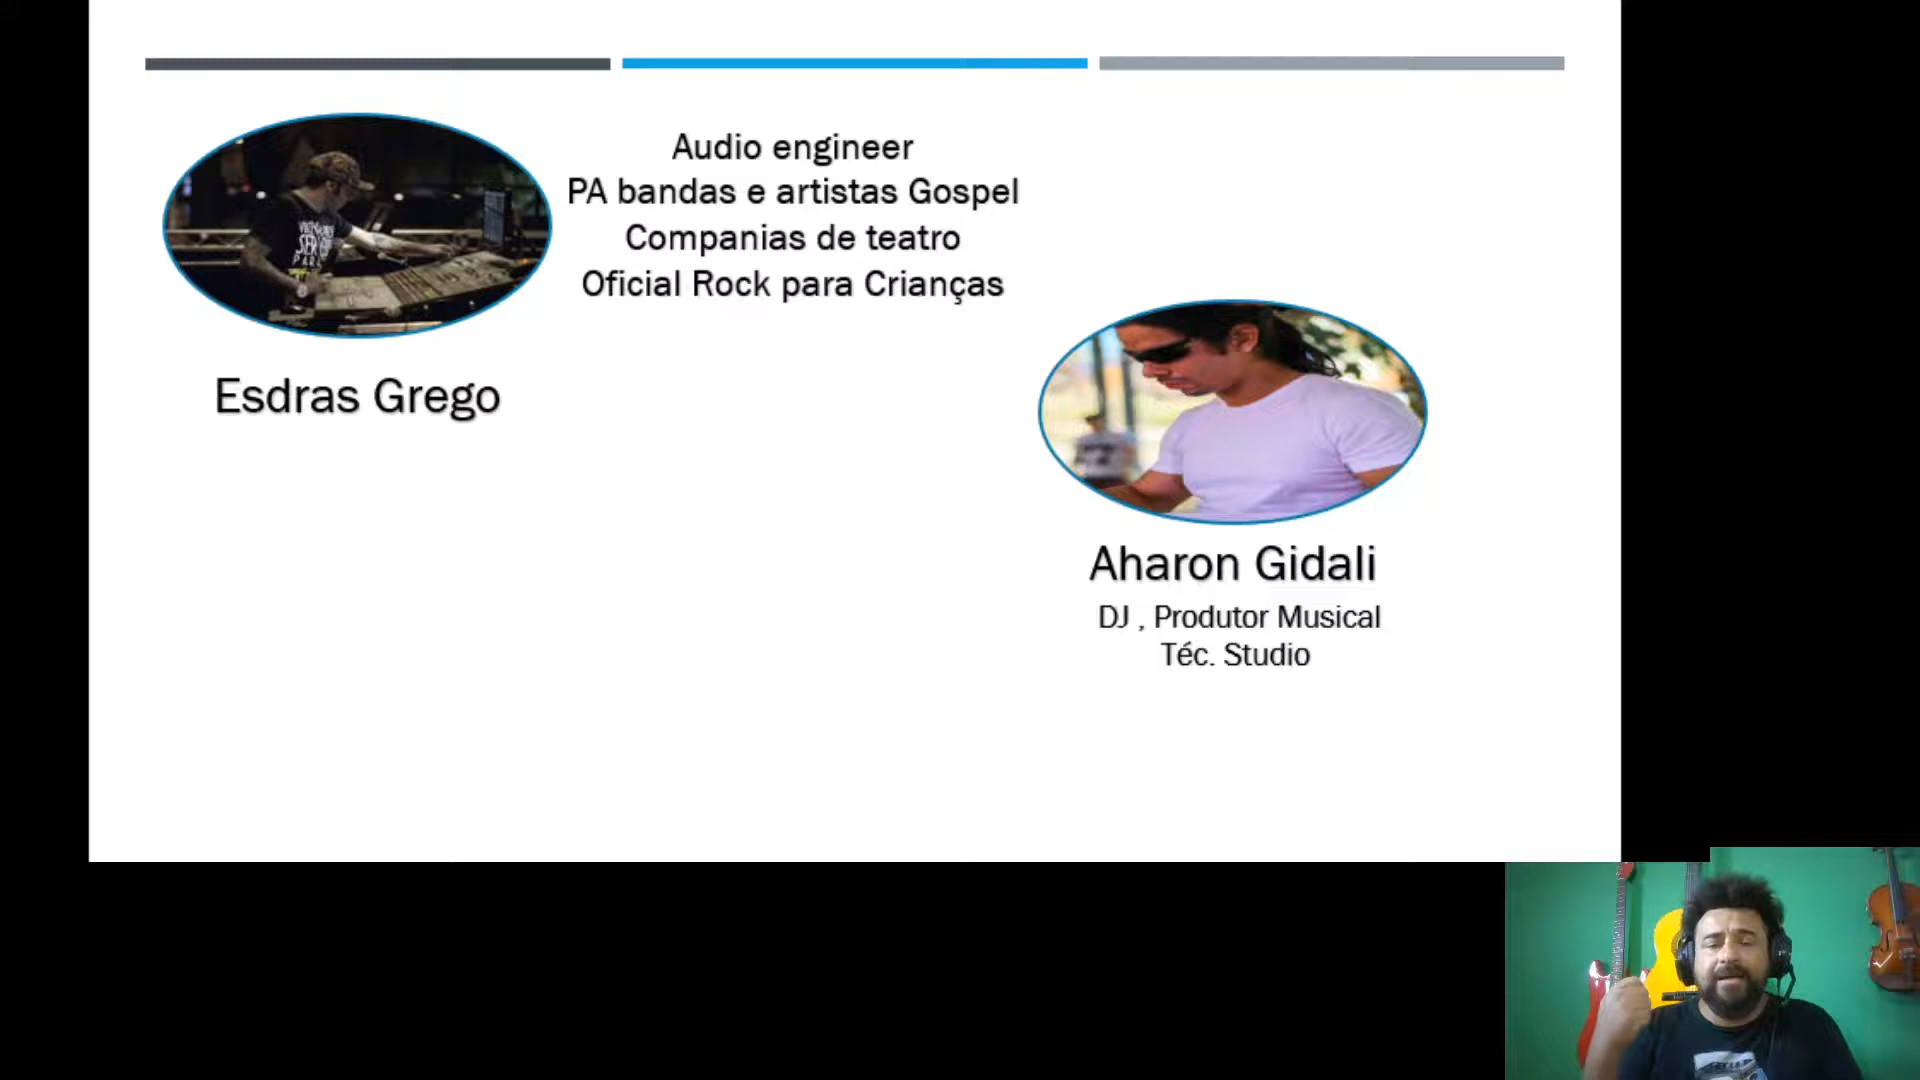 Audio engineer
PA bandas e artistas Gospel
Companias de teatro
Oficial Rock para Crianças
Esdras Grego
Aharon Gidali
DJ , Produtor Musical
Téc. Studio